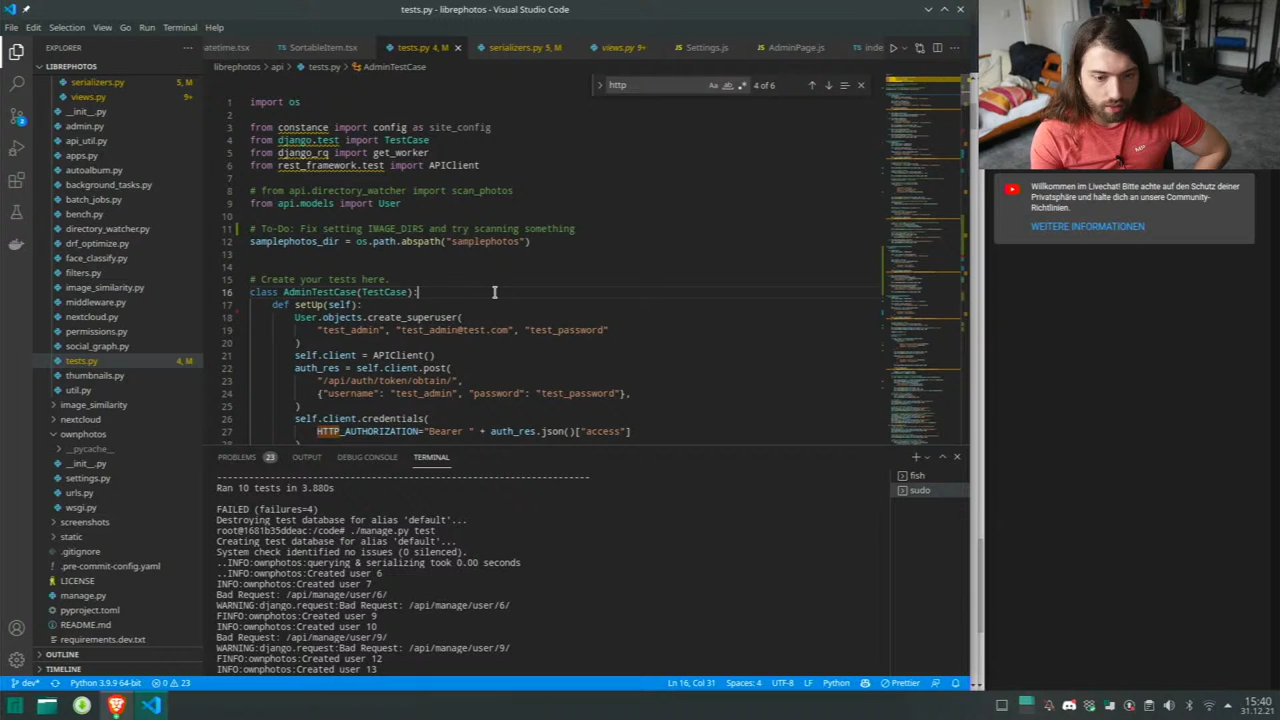 tests.py - librephotos - Visual Studio Code
File Edit Selection View Go Run Terminal Help
EXPLORER
LIBREPHOTOS
serializers.py 5, M
views.py 9+
__init__.py
admin.py
api_util.py
apps.py
autoalbum.py
background_tasks.py
batch_jobs.py
bench.py
directory_watcher.py
drf_optimize.py
face_classify.py
filters.py
image_similarity.py
middleware.py
nextcloud.py
permissions.py
social_graph.py
tests.py 4, M
thumbnails.py
util.py
image_similarity
nextcloud
ownphotos
__pycache__
__init__.py
settings.py
urls.py
wsgi.py
screenshots
static
.gitignore
.pre-commit-config.yaml
LICENSE
manage.py
pyproject.toml
README.md
requirements.dev.txt
OUTLINE
TIMELINE
atetime.tsx SortableItem.tsx tests.py 4, M serializers.py 5, M views.py 9+ Settings.js AdminPage.js inde
librephotos > api > tests.py > AdminTestCase
http Aa ab 4 of 6
1 import os
2
3 from constance import config as site_config
4 from django.test import TestCase
5 from django_rq import get_worker
6 from rest_framework.test import APIClient
7
8 # from api.directory_watcher import scan_photos
9 from api.models import User
10
11 # To-Do: Fix setting IMAGE_DIRS and try scanning something
12 samplephotos_dir = os.path.abspath("samplephotos")
13
14
15 # Create your tests here.
16 class AdminTestCase(TestCase):
17 def setUp(self):
18 User.objects.create_superuser(
19 "test_admin", "test_admin@test.com", "test_password"
20 )
21 self.client = APIClient()
22 auth_res = self.client.post(
23 "/api/auth/token/obtain/",
24 {"username": "test_admin", "password": "test_password"},
25 )
26 self.client.credentials(
27 HTTP_AUTHORIZATION="Bearer " + auth_res.json()["access"]
PROBLEMS 23 OUTPUT DEBUG CONSOLE TERMINAL
fish
sudo
----------------------------------------------------------------------
Ran 10 tests in 3.880s
FAILED (failures=4)
Destroying test database for alias 'default'...
root@1681b35ddeac:/code# ./manage.py test
Creating test database for alias 'default'...
System check identified no issues (0 silenced).
..INFO:ownphotos:querying & serializing took 0.00 seconds
..INFO:ownphotos:Created user 6
INFO:ownphotos:Created user 7
Bad Request: /api/manage/user/6/
WARNING:django.request:Bad Request: /api/manage/user/6/
FINFO:ownphotos:Created user 9
INFO:ownphotos:Created user 10
Bad Request: /api/manage/user/9/
WARNING:django.request:Bad Request: /api/manage/user/9/
FINFO:ownphotos:Created user 12
INFO:ownphotos:Created user 13
dev* 0 23 Python 3.9.9 64-bit Ln 16, Col 31 Spaces: 4 UTF-8 LF Python Prettier
Willkommen im Livechat! Bitte achte auf den Schutz deiner
Privatsphäre und halte dich an unsere Community-
Richtlinien.
WEITERE INFORMATIONEN
15:40
31.12.21